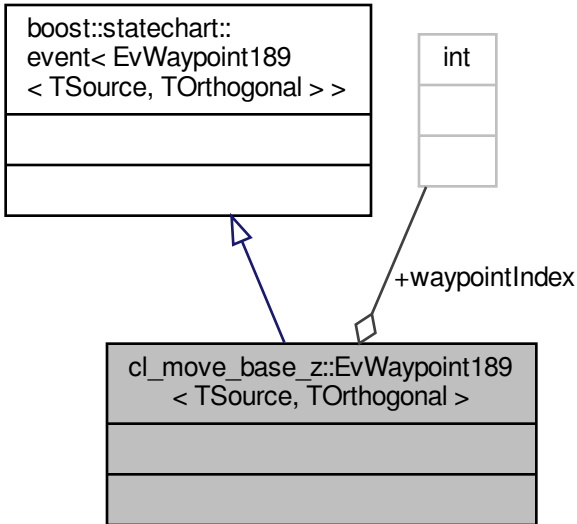 boost::statechart::
event< EvWaypoint189
< TSource, TOrthogonal > >
int
+waypointIndex
cl_move_base_z::EvWaypoint189
< TSource, TOrthogonal >